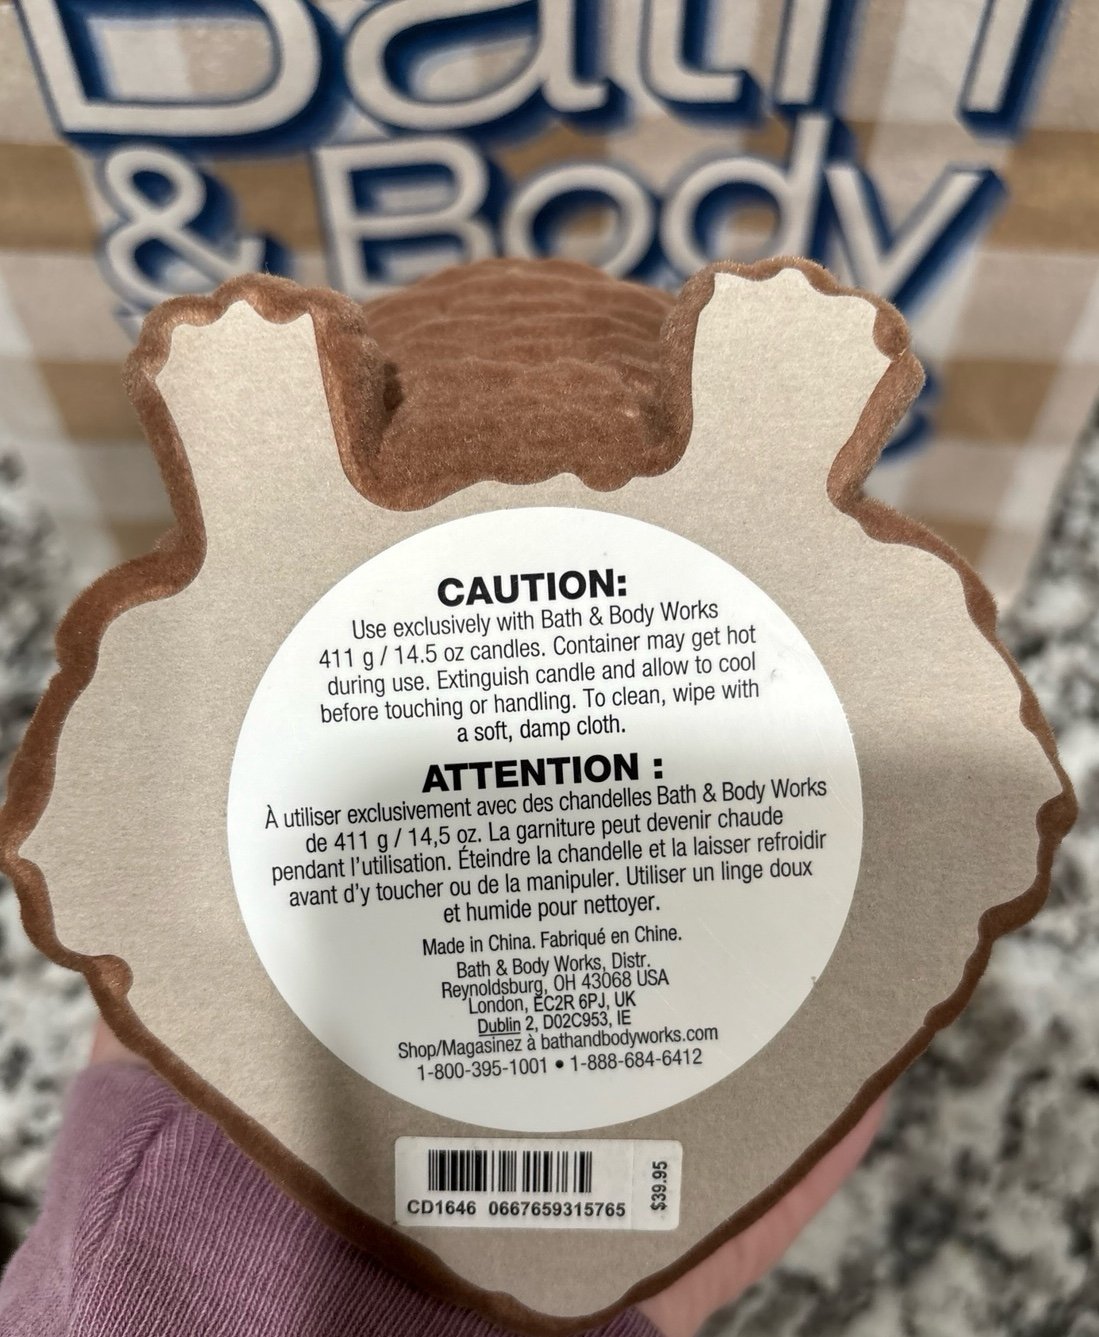 Bath
& Body
CAUTION:
Use exclusively with Bath & Body Works
411 g / 14.5 oz candles. Container may get hot
during use. Extinguish candle and allow to cool
before touching or handling. To clean, wipe with
a soft, damp cloth.
ATTENTION :
À utiliser exclusivement avec des chandelles Bath & Body Works
de 411 g / 14,5 oz. La garniture peut devenir chaude
pendant l'utilisation. Éteindre la chandelle et la laisser refroidir
avant d'y toucher ou de la manipuler. Utiliser un linge doux
et humide pour nettoyer.
Made in China. Fabriqué en Chine.
Bath & Body Works, Distr.
Reynoldsburg, OH 43068 USA
London, EC2R 6PJ, UK
Dublin 2, D02C953, IE
Shop/Magasinez à bathandbodyworks.com
1-800-395-1001 • 1-888-684-6412
CD1646 0667659315765
$39.95